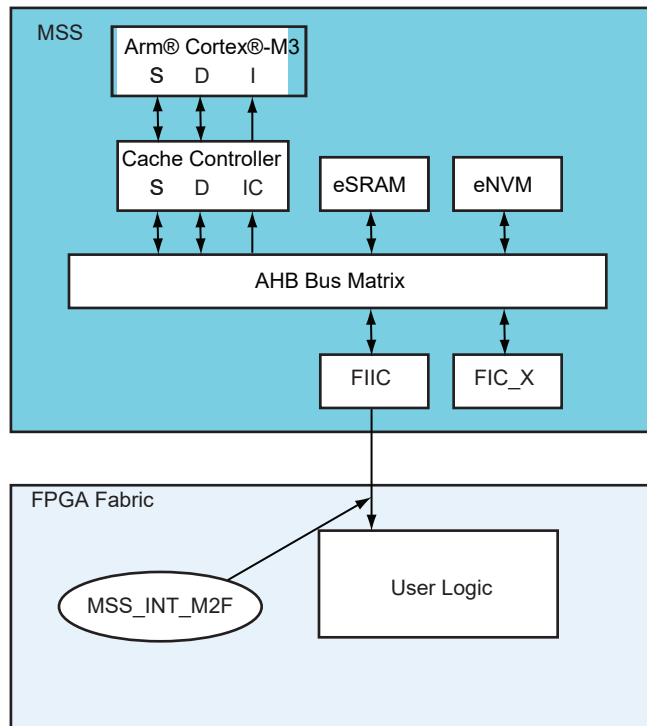 MSS
Arm® Cortex®-M3
S D I
Cache Controller
S D IC
eSRAM
eNVM
AHB Bus Matrix
FIIC
FIC_X
FPGA Fabric
MSS_INT_M2F
User Logic